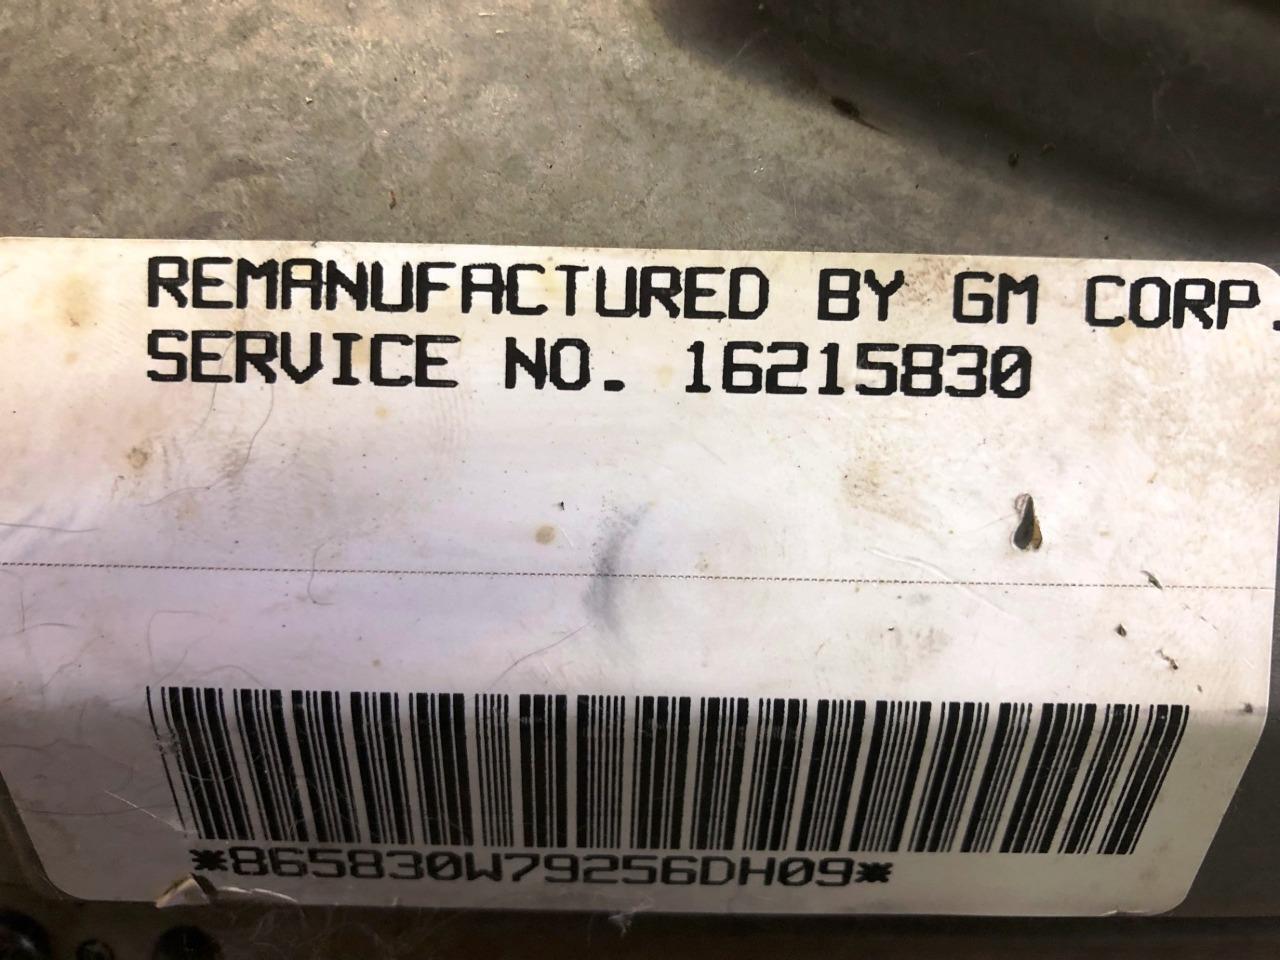 REMANUFACTURED BY GM CORP.
SERVICE NO. 16215830
*865830W79256DH09*